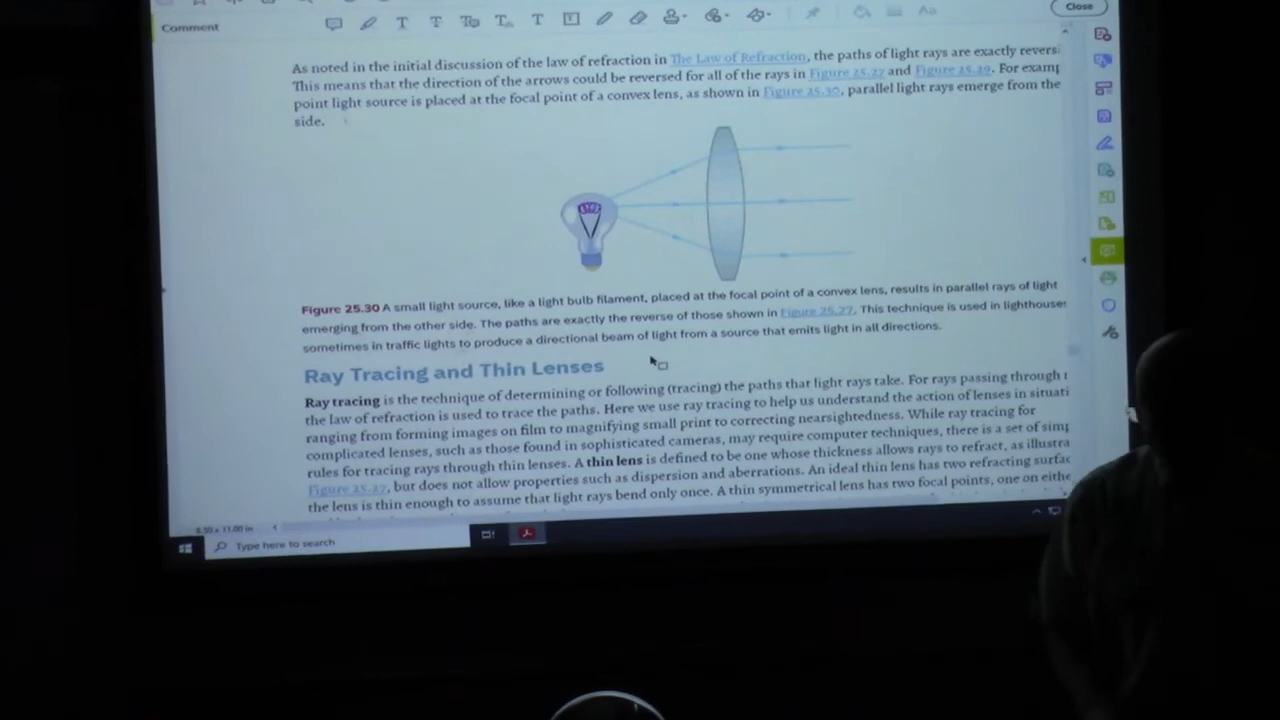 Close
Comment
As noted in the initial discussion of the law of refraction in The Law of Refraction, the paths of light rays are exactly revers
This means that the direction of the arrows could be reversed for all of the rays in Figure 25.27 and Figure 25.29. For examp
point light source is placed at the focal point of a convex lens, as shown in Figure 25.30, parallel light rays emerge from the
side.
Figure 25.30 A small light source, like a light bulb filament, placed at the focal point of a convex lens, results in parallel rays of light
emerging from the other side. The paths are exactly the reverse of those shown in Figure 25.27. This technique is used in lighthouse
sometimes in traffic lights to produce a directional beam of light from a source that emits light in all directions.
Ray Tracing and Thin Lenses
Ray tracing is the technique of determining or following (tracing) the paths that light rays take. For rays passing through
the law of refraction is used to trace the paths. Here we use ray tracing to help us understand the action of lenses in situati
ranging from forming images on film to magnifying small print to correcting nearsightedness. While ray tracing for
complicated lenses, such as those found in sophisticated cameras, may require computer techniques, there is a set of simp
rules for tracing rays through thin lenses. A thin lens is defined to be one whose thickness allows rays to refract, as illustra
Figure 25.27, but does not allow properties such as dispersion and aberrations. An ideal thin lens has two refracting surfac
the lens is thin enough to assume that light rays bend only once. A thin symmetrical lens has two focal points, one on eithe
8.50 x 11.00 in
Type here to search